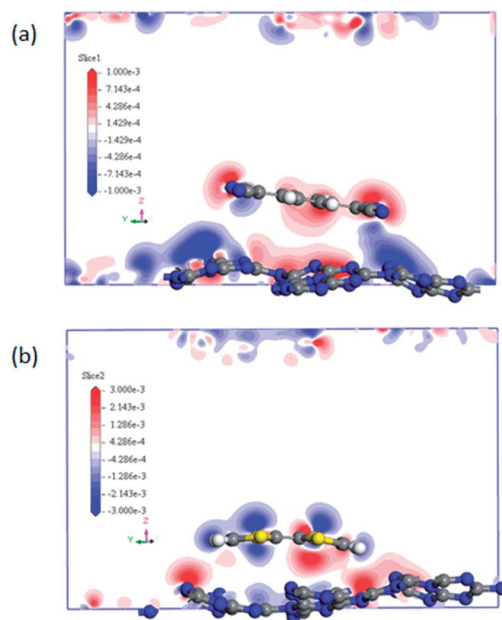 (a)
Slice1
1.000e-3
7.143e-4
4.286e-4
1.429e-4
-1.429e-4
-4.286e-4
-7.143e-4
-1.000e-3
Z
Y
(b)
Slice2
3.000e-3
2.143e-3
1.286e-3
4.286e-4
-4.286e-4
-1.286e-3
-2.143e-3
-3.000e-3
Z
Y